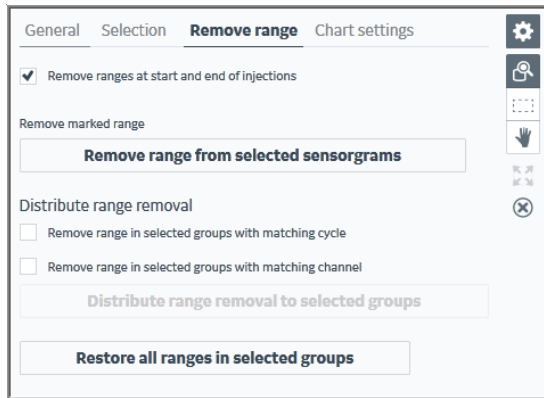 General Selection Remove range Chart settings
Remove ranges at start and end of injections
Remove marked range
Remove range from selected sensorgrams
Distribute range removal
Remove range in selected groups with matching cycle
Remove range in selected groups with matching channel
Distribute range removal to selected groups
Restore all ranges in selected groups